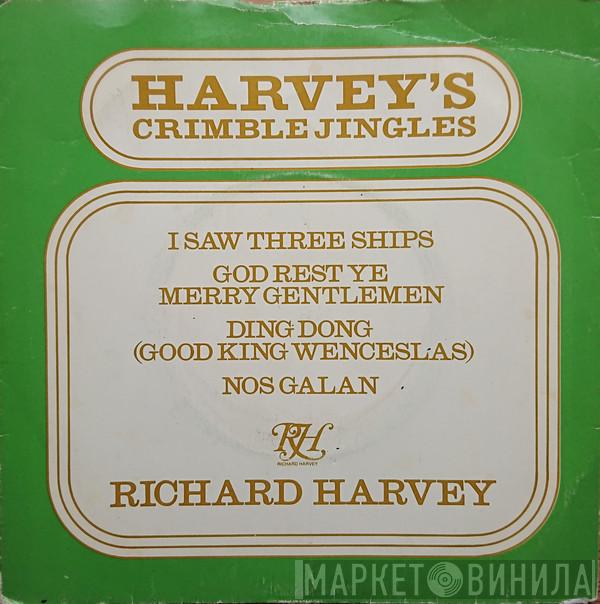 HARVEY'S
CRIMBLE JINGLES
I SAW THREE SHIPS
GOD REST YE
MERRY GENTLEMEN
DING DONG
(GOOD KING WENCESLAS)
NOS GALAN
RH
RICHARD HARVEY
RICHARD HARVEY
МАРКЕТ ВИНИЛА